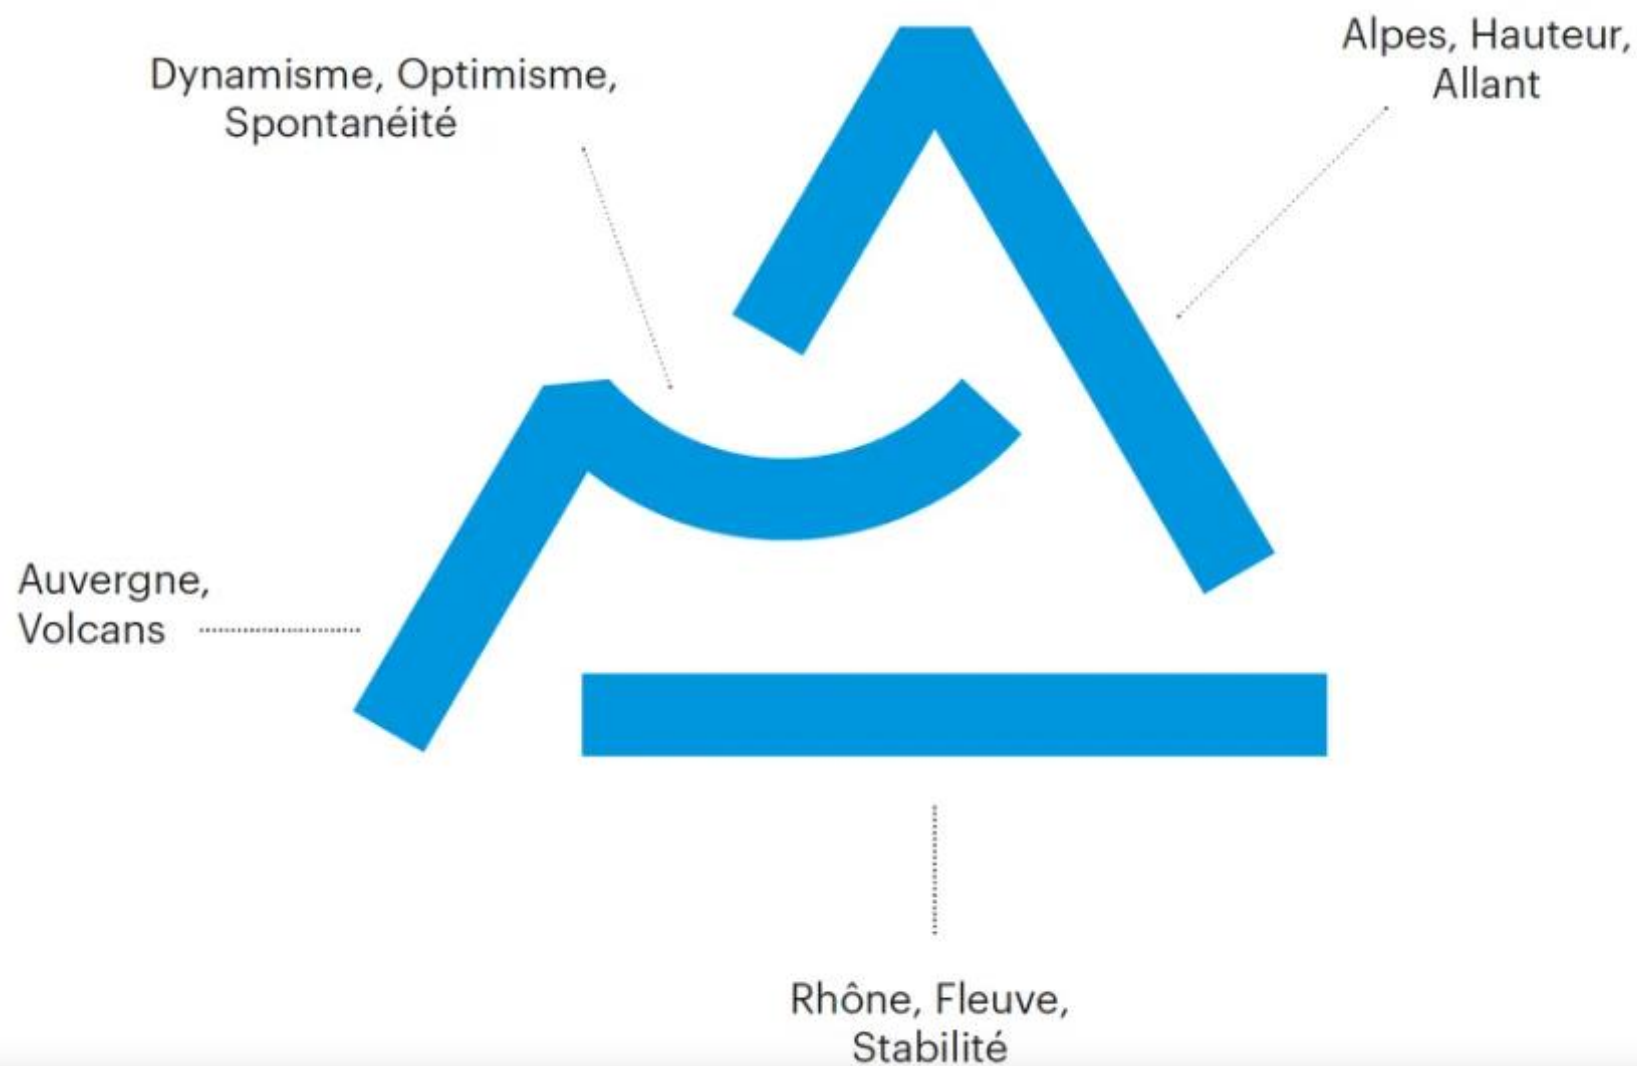 Dynamisme, Optimisme,
Spontanéité
Alpes, Hauteur,
Allant
Auvergne,
Volcans
Rhône, Fleuve,
Stabilité